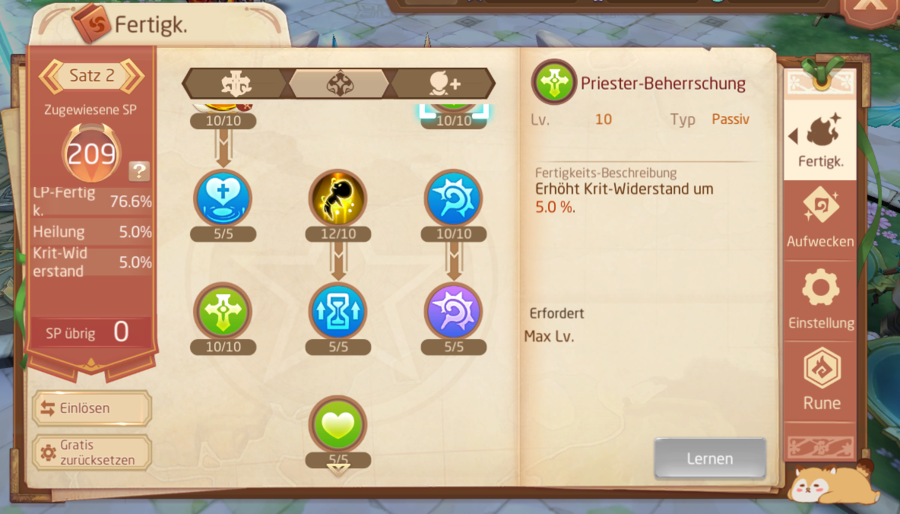 Fertigk.
Satz 2
Zugewiesene SP
209
?
LP-Fertig
k.
76.6%
Heilung 5.0%
Krit-Wid
erstand
5.0%
SP übrig 0
Einlösen
Gratis
zurücksetzen
10/10
10/10
5/5
12/10
10/10
10/10
5/5
5/5
5/5
Priester-Beherrschung
Lv. 10 Typ Passiv
Fertigkeits-Beschreibung
Erhöht Krit-Widerstand um
5.0 %.
Erfordert
Max Lv.
Lernen
Fertigk.
Aufwecken
Einstellung
Rune